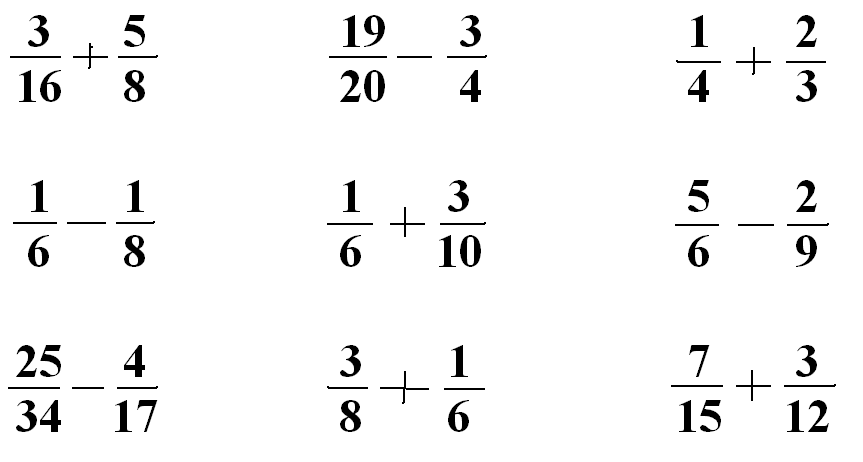 3/16 + 5/8 19/20 − 3/4 1/4 + 2/3
1/6 − 1/8 1/6 + 3/10 5/6 − 2/9
25/34 − 4/17 3/8 + 1/6 7/15 + 3/12